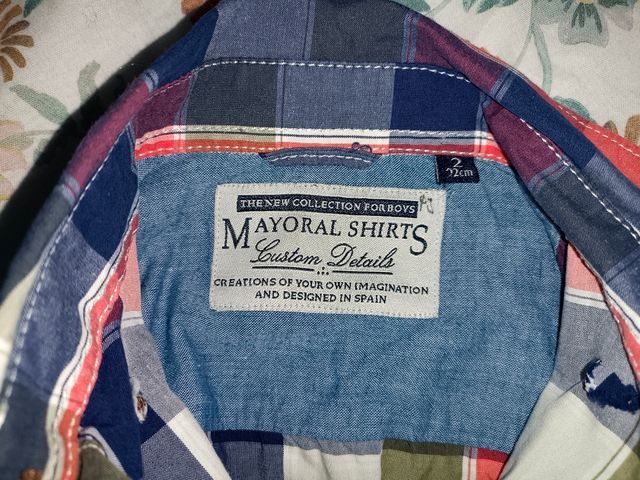 2
92cm
THE NEW COLLECTION FOR BOYS
MAYORAL SHIRTS
Custom Details
CREATIONS OF YOUR OWN IMAGINATION
AND DESIGNED IN SPAIN